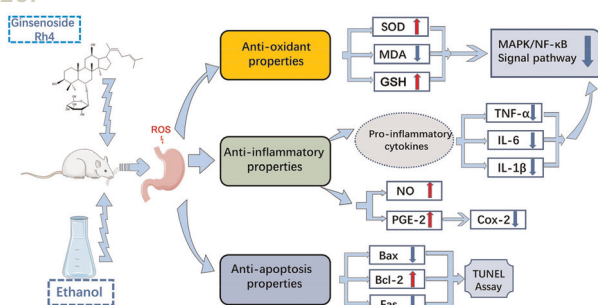 Ginsenoside
Rh4
ROS
Ethanol
Anti-oxidant
properties
SOD
MDA
GSH
MAPK/NF-κB
Signal pathway
Anti-inflammatory
properties
Pro-inflammatory
cytokines
TNF-α
IL-6
IL-1β
NO
PGE-2
Cox-2
Anti-apoptosis
properties
Bax
Bcl-2
Fas
TUNEL
Assay